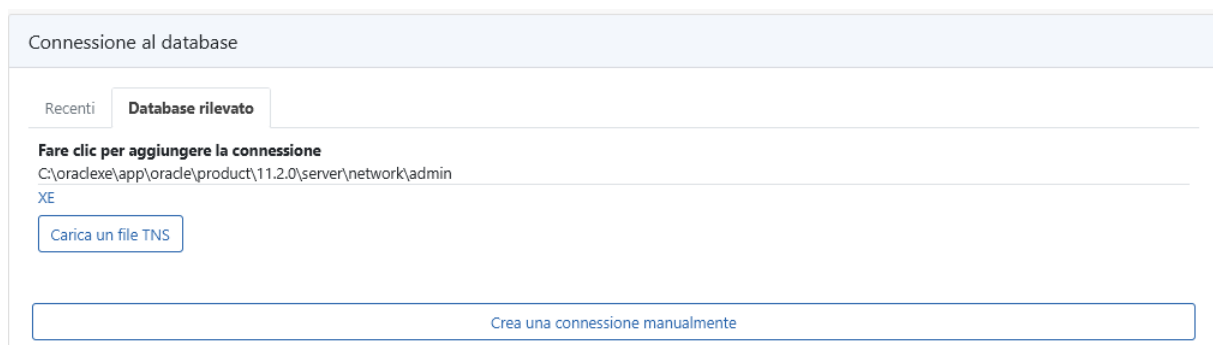 Connessione al database
Recenti Database rilevato
Fare clic per aggiungere la connessione
C:\oraclexe\app\oracle\product\11.2.0\server\network\admin
XE
Carica un file TNS
Crea una connessione manualmente